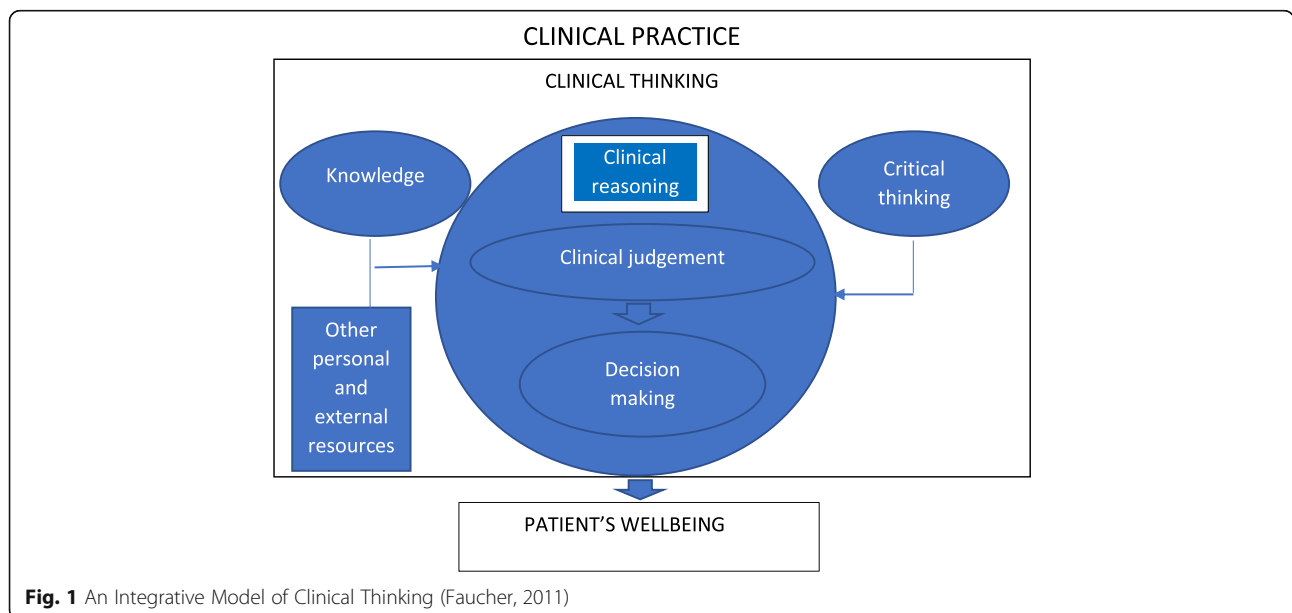 CLINICAL PRACTICE
CLINICAL THINKING
Knowledge
Clinical
reasoning
Critical
thinking
Clinical judgement
Other
personal
and
external
resources
Decision
making
PATIENT'S WELLBEING
Fig. 1 An Integrative Model of Clinical Thinking (Faucher, 2011)